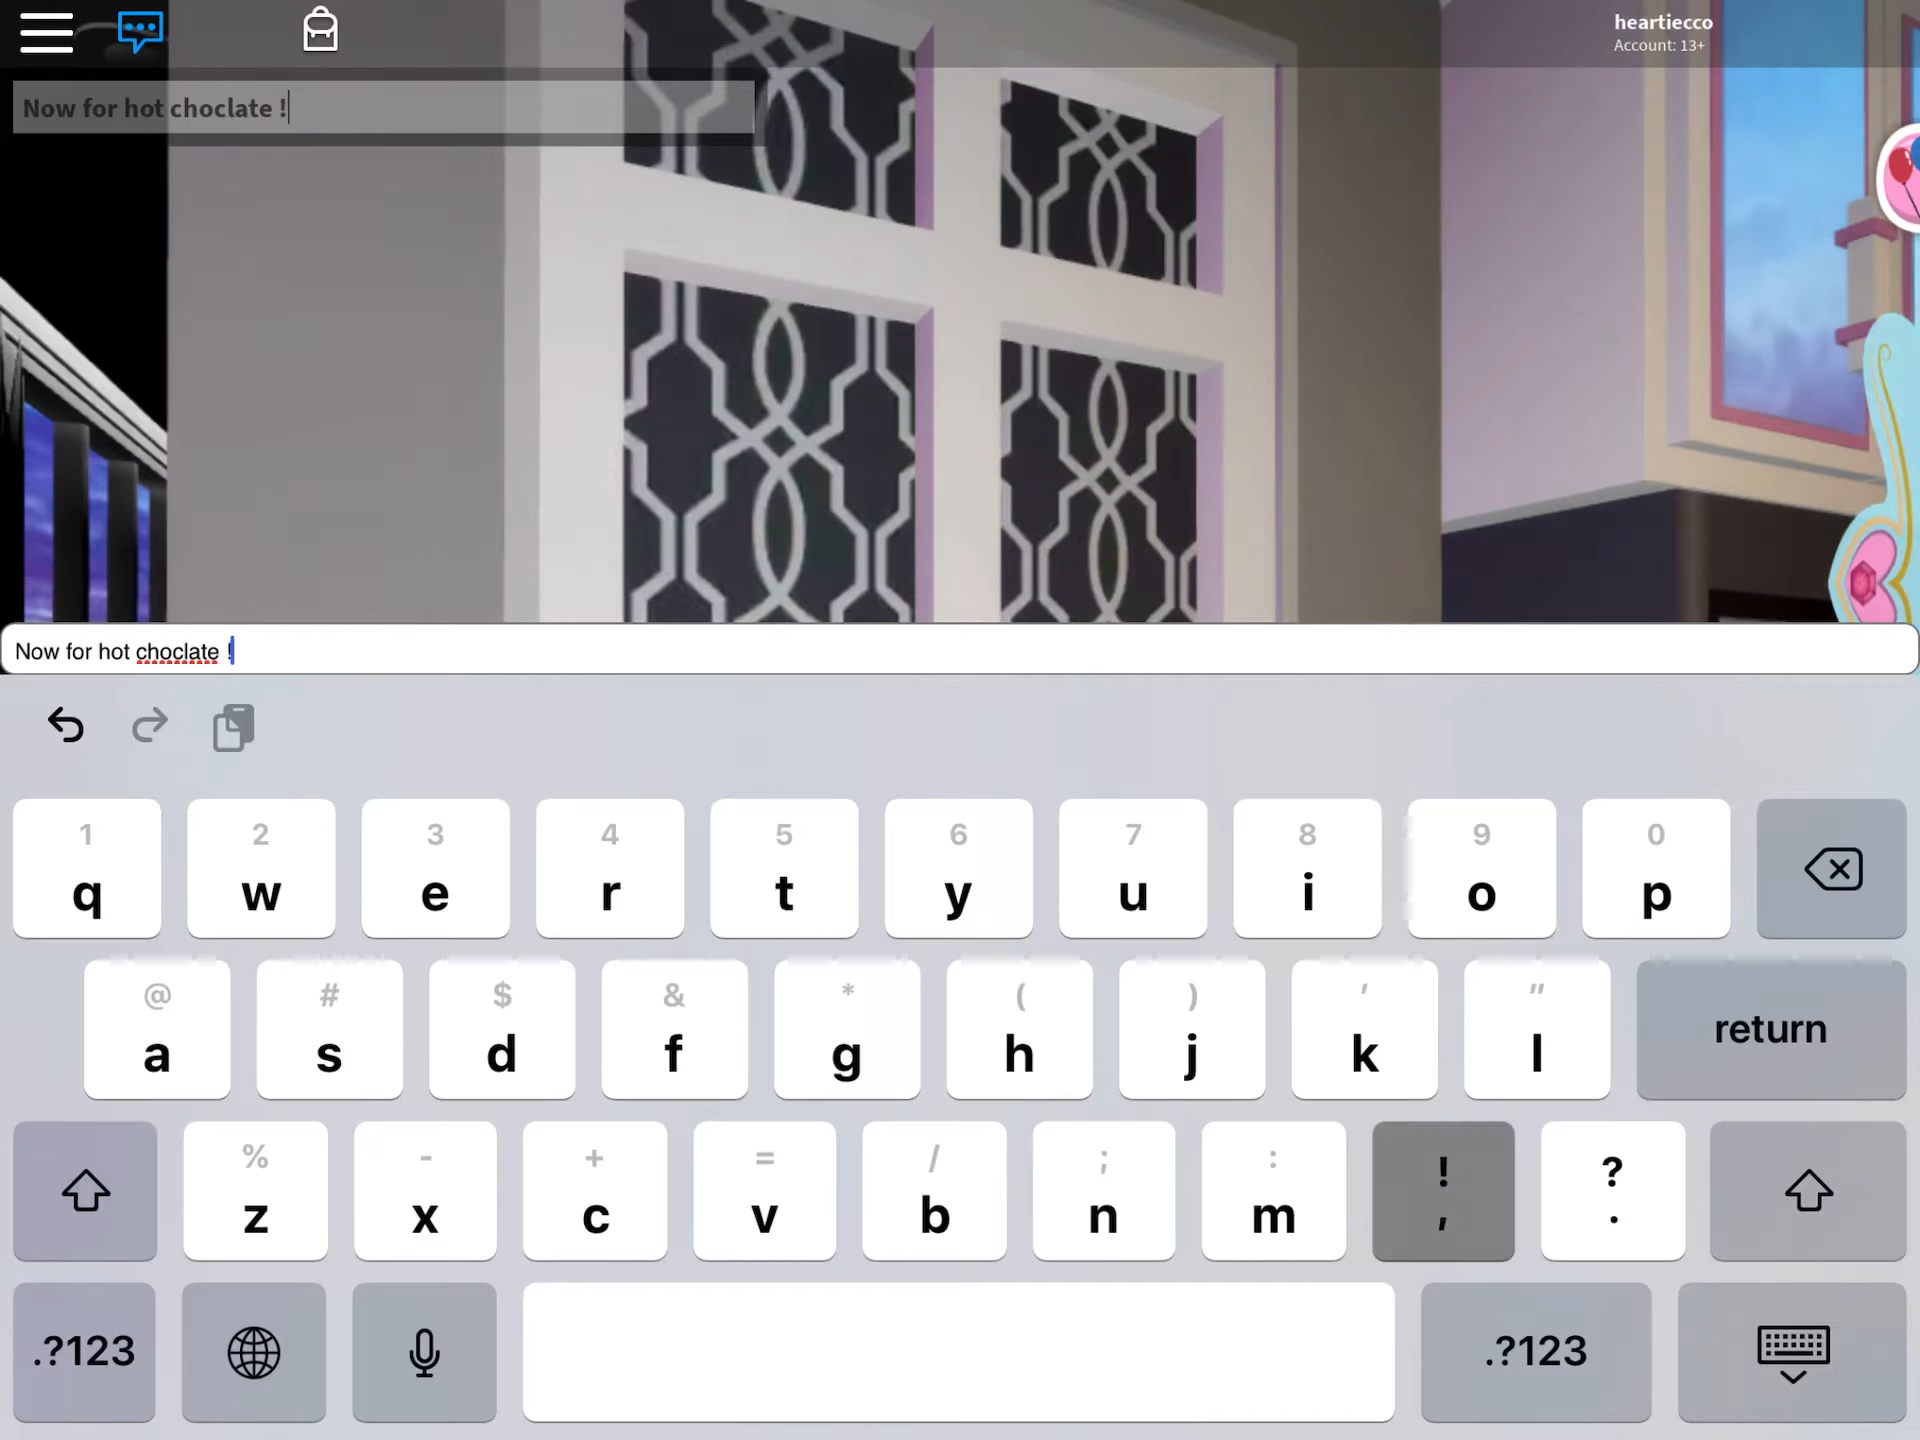 heartiecco
Account: 13+
Now for hot choclate !
Now for hot choclate !
1 2 3 4 5 6 7 8 9 0
q w e r t y u i o p
@ # $ & * ( ) ' "
a s d f g h j k l return
% - + = / ; : ! ?
z x c v b n m , .
.?123 .?123